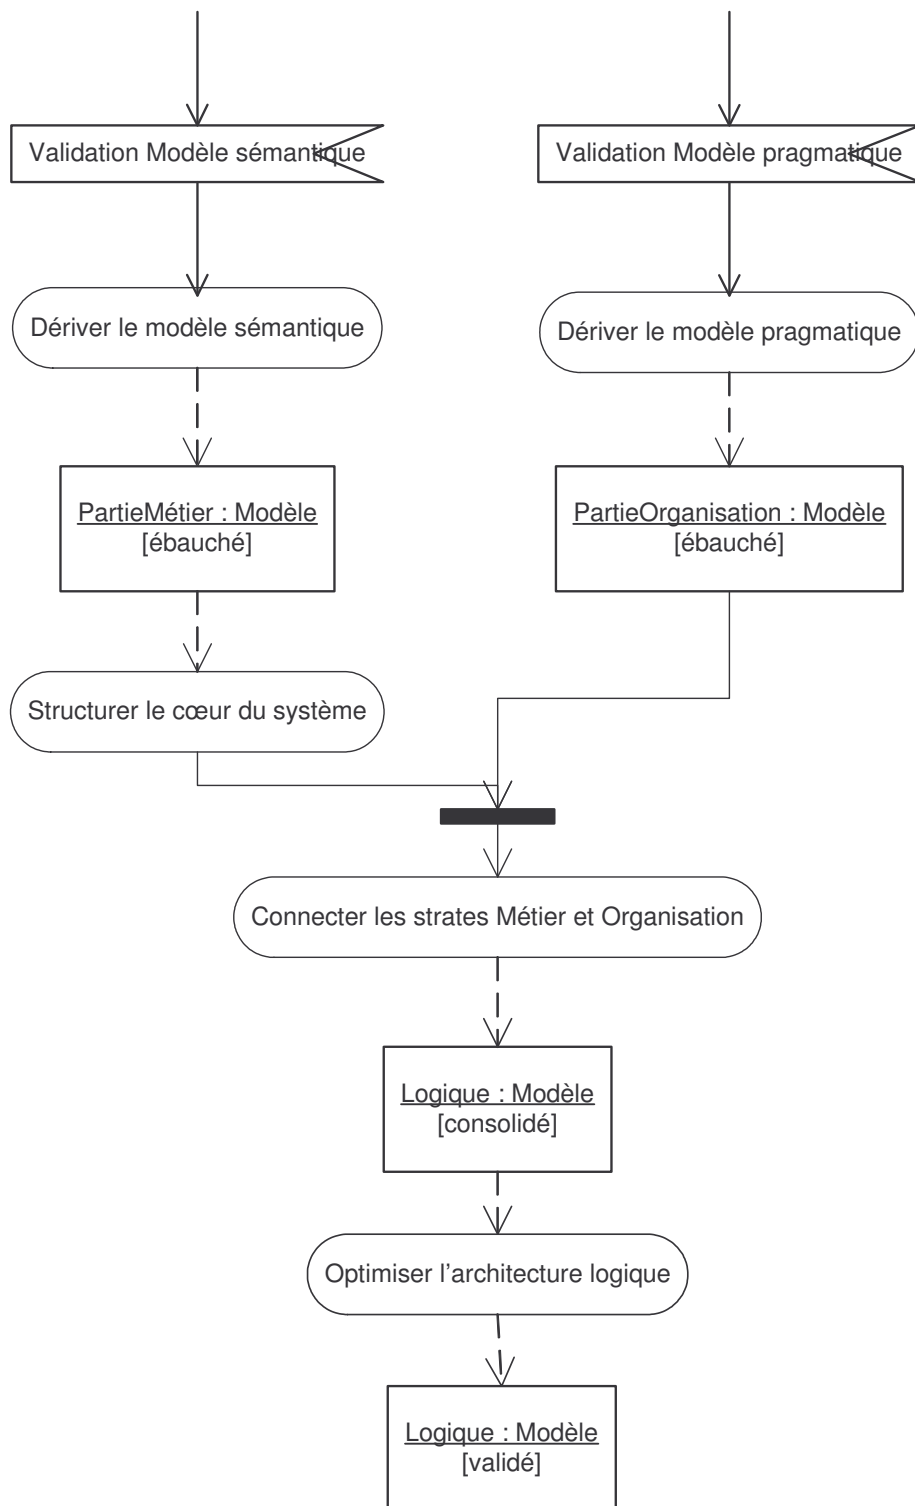 Validation Modèle sémantique
Validation Modèle pragmatique
Dériver le modèle sémantique
Dériver le modèle pragmatique
PartieMétier : Modèle
[ébauché]
PartieOrganisation : Modèle
[ébauché]
Structurer le cœur du système
Connecter les strates Métier et Organisation
Logique : Modèle
[consolidé]
Optimiser l’architecture logique
Logique : Modèle
[validé]